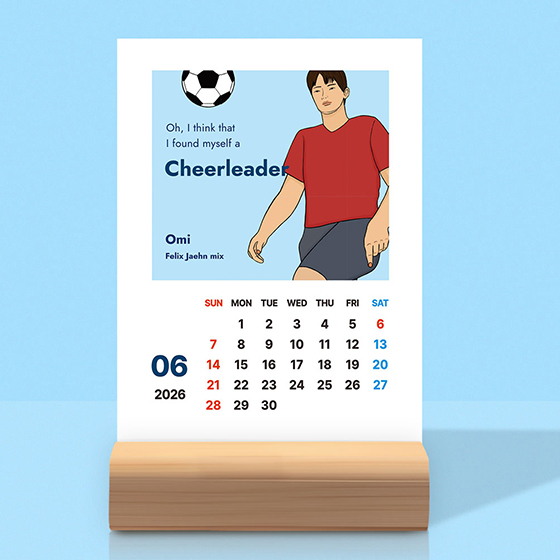 Oh, I think that
I found myself a
Cheerleader
Omi
Felix Jaehn mix
SUN MON TUE WED THU FRI SAT
1 2 3 4 5 6
7 8 9 10 11 12 13
06
14 15 16 17 18 19 20
2026
21 22 23 24 25 26 27
28 29 30